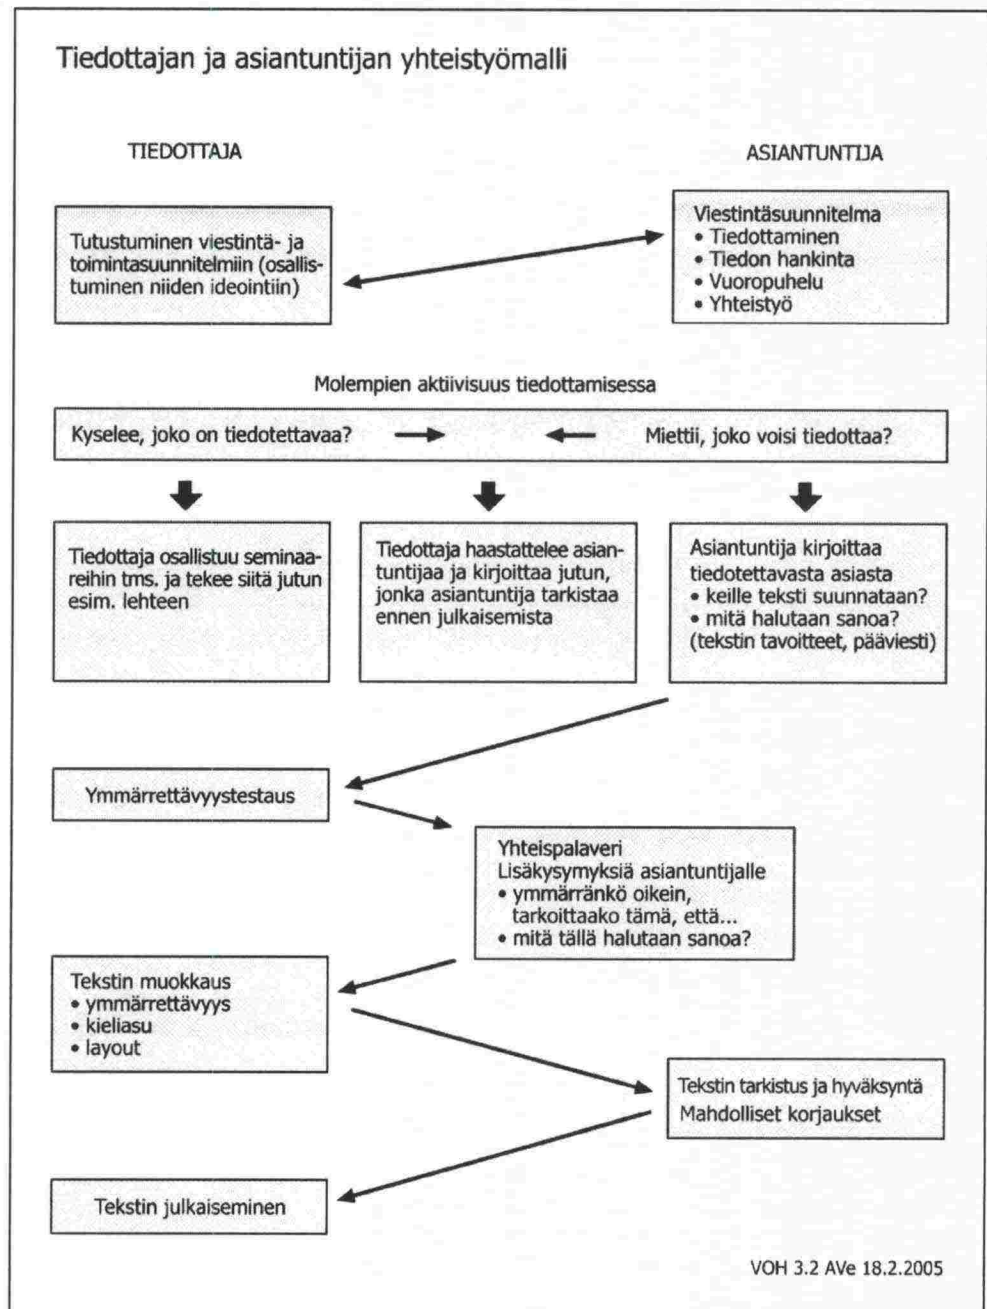 Tiedottajan ja asiantuntijan yhteistyömalli
TIEDOTTAJA
ASIANTUNTIJA
Tutustuminen viestintä- ja
toimintasuunnitelmiin (osallis-
tuminen niiden ideointiin)
Viestintäsuunnitelma
• Tiedottaminen
• Tiedon hankinta
• Vuoropuhelu
• Yhteistyö
Molempien aktiivisuus tiedottamisessa
Kyselee, joko on tiedotettavaa?
Miettii, joko voisi tiedottaa?
Tiedottaja osallistuu seminaa-
reihin tms. ja tekee siitä jutun
esim. lehteen
Tiedottaja haastattelee asian-
tuntijaa ja kirjoittaa jutun,
jonka asiantuntija tarkistaa
ennen julkaisemista
Asiantuntija kirjoittaa
tiedotettavasta asiasta
• keille teksti suunnataan?
• mitä halutaan sanoa?
(tekstin tavoitteet, pääviesti)
Ymmärrettävyystestaus
Yhteispalaveri
Lisäkysymyksiä asiantuntijalle
• ymmärränkö oikein,
tarkoittaako tämä, että...
• mitä tällä halutaan sanoa?
Tekstin muokkaus
• ymmärrettävyys
• kieliasu
• layout
Tekstin tarkistus ja hyväksyntä
Mahdolliset korjaukset
Tekstin julkaiseminen
VOH 3.2 AVe 18.2.2005